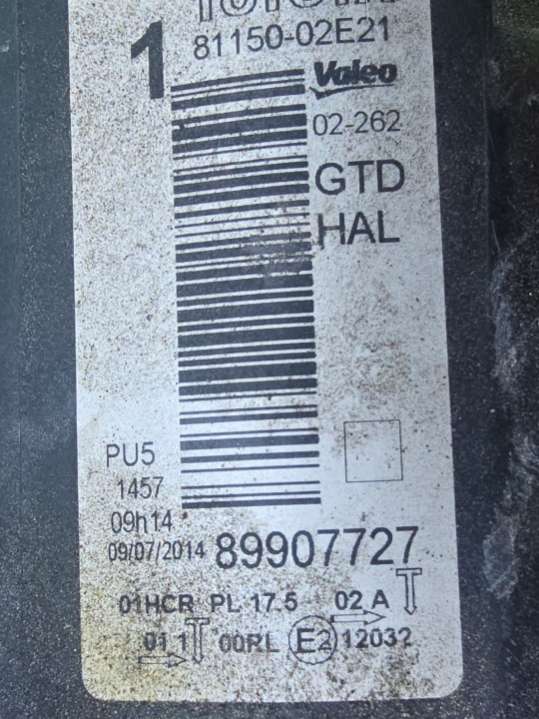 TOYOTA
1
81150-02E21
Valeo
02-262
GTD
HAL
PU5
1457
09h14
09/07/2014
89907727
01HCR PL 17.5 02 A
01 1 00RL E2 12032